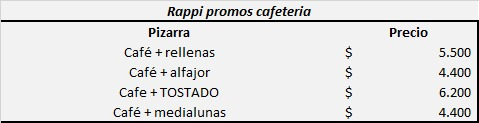 Rappi promos cafeteria
Pizarra Precio
Café + rellenas $ 5.500
Café + alfajor $ 4.400
Cafe + TOSTADO $ 6.200
Café + medialunas $ 4.400